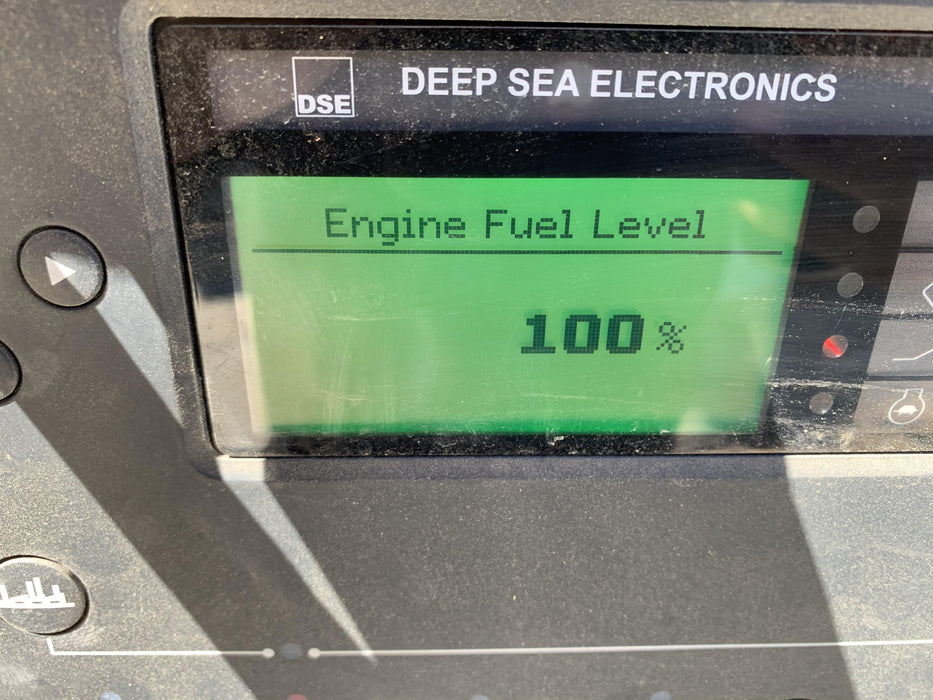 DSE
DEEP SEA ELECTRONICS
Engine Fuel Level
100 %